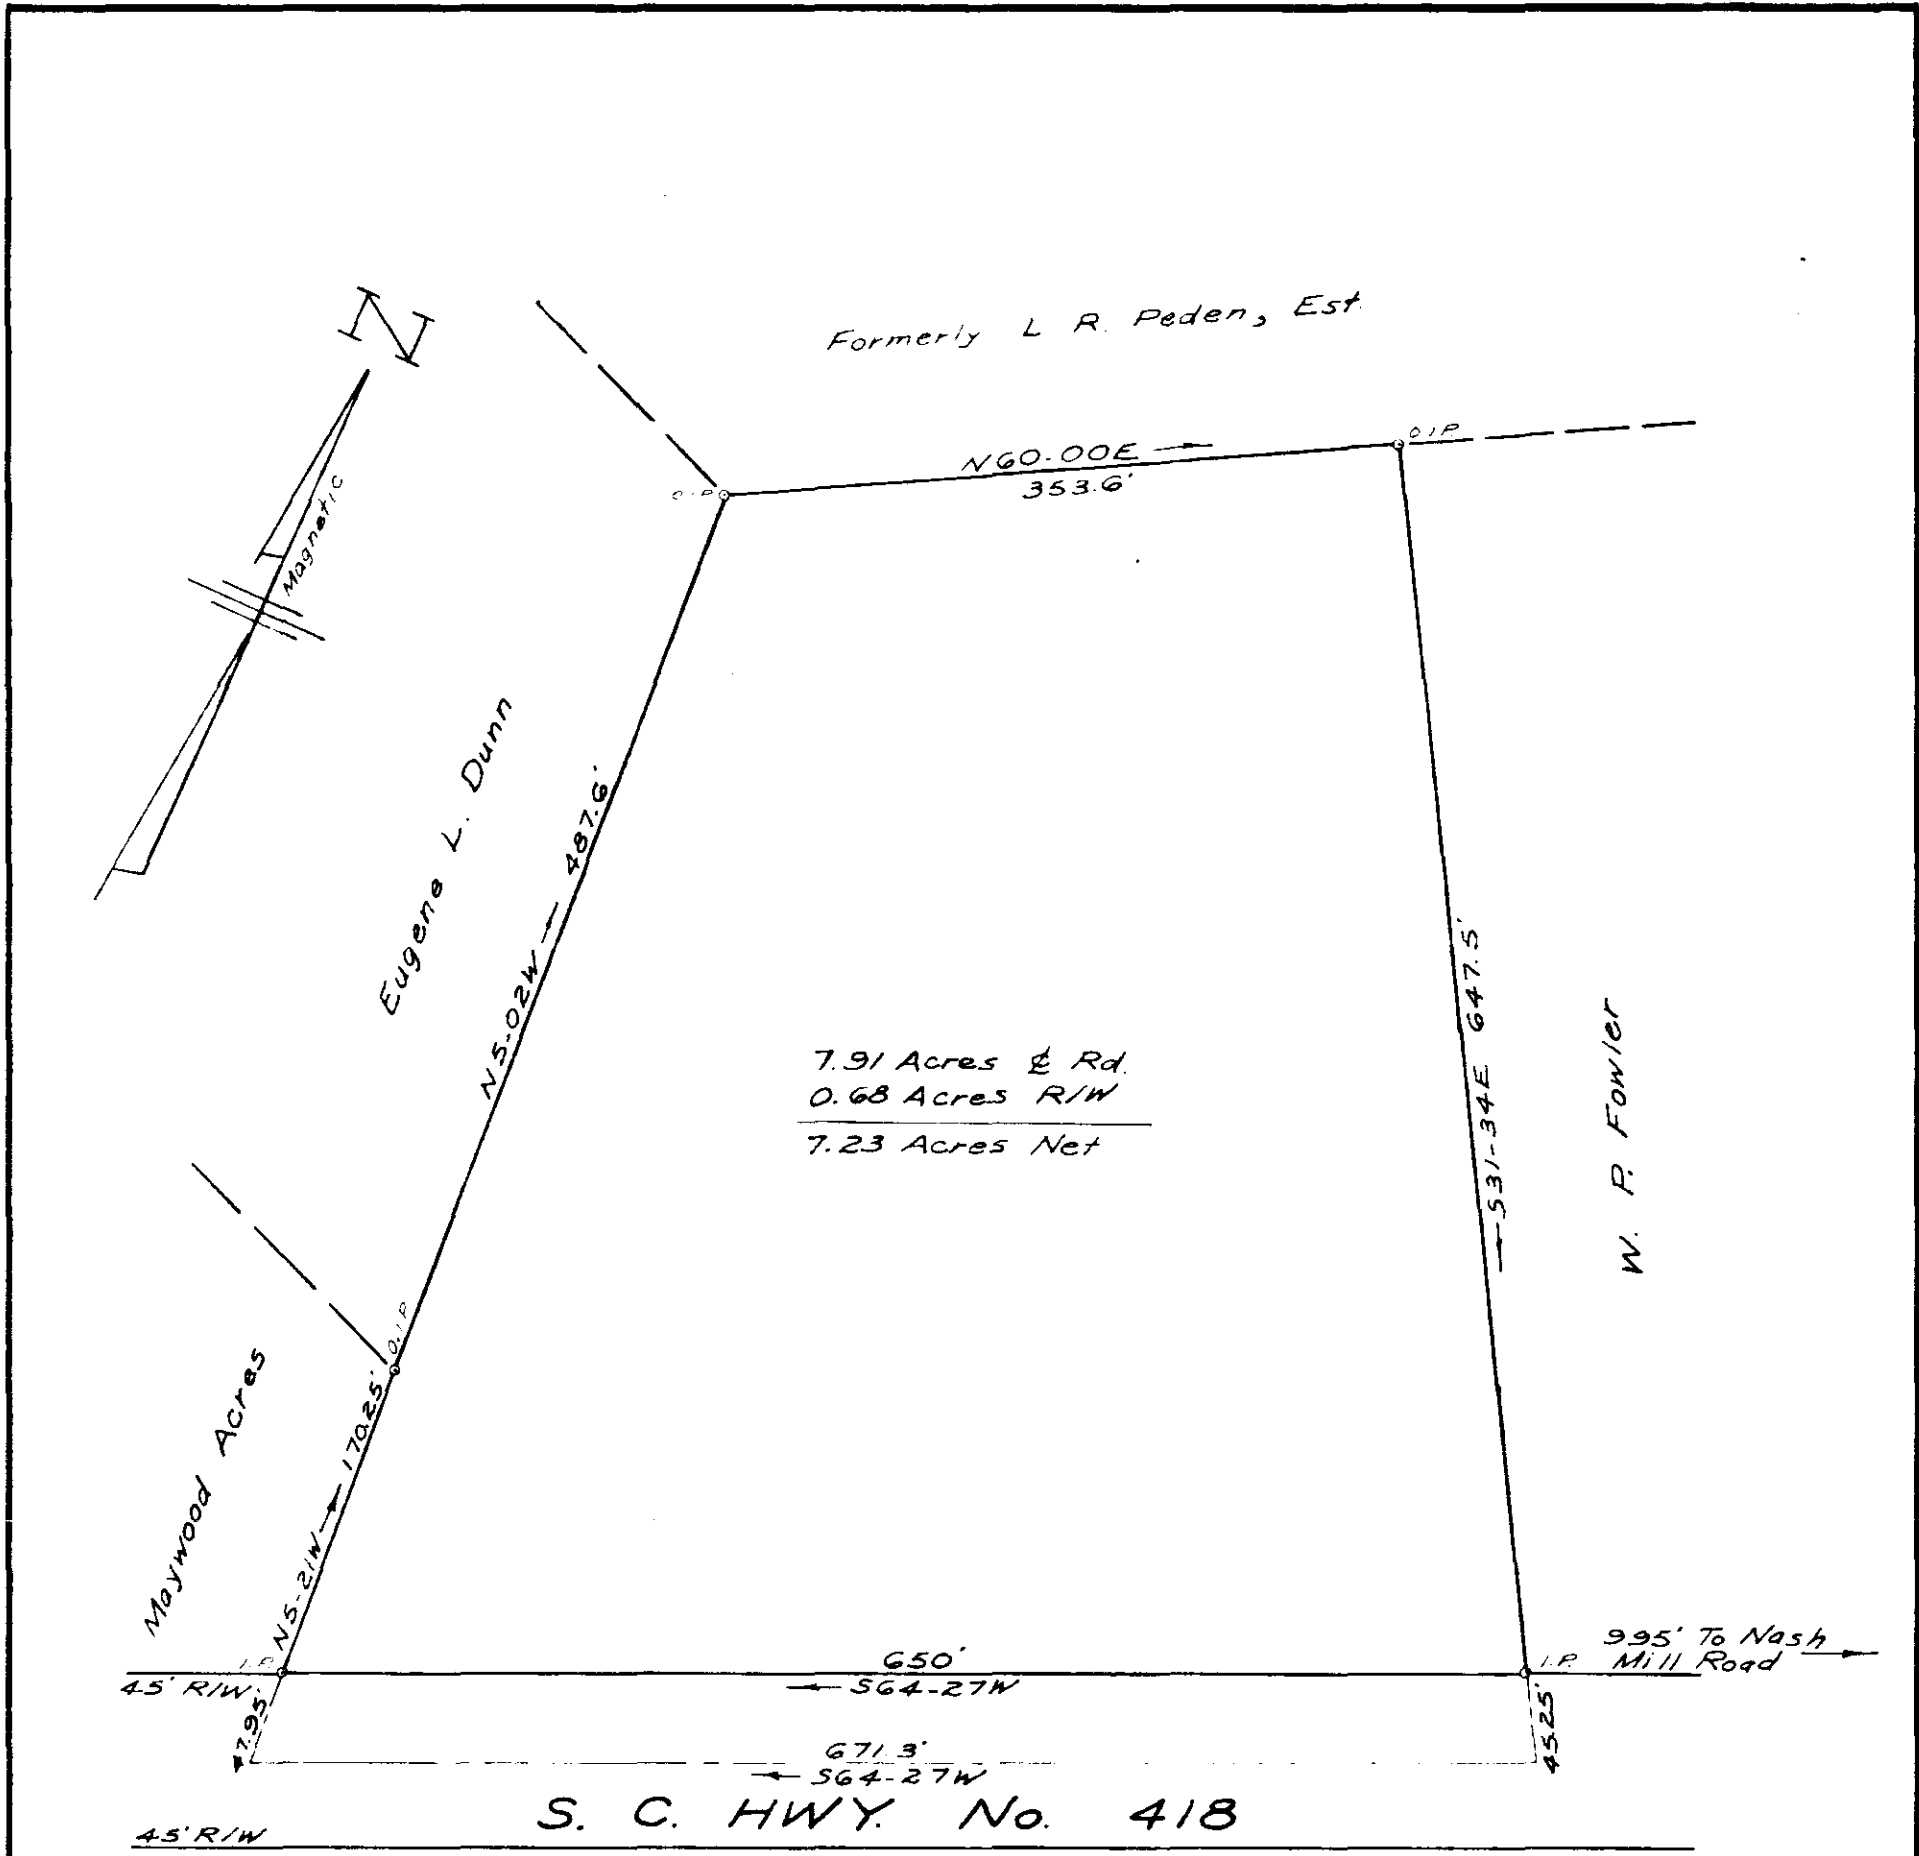 N
Magnetic
Formerly L R. Peden, Est.
O.I.P.
N60-00E
353.6'
O.I.P.
Eugene L. Dunn
N5-02W 487.6'
7.91 Acres ₵ Rd.
0.68 Acres R/W
7.23 Acres Net
S31-34E 647.5'
W. P. Fowler
Maywood Acres
O.I.P.
N5-21W 170.25'
I.P.
650'
S64-27W
I.P.
995' To Nash
Mill Road
45' R/W
47.95'
671.3'
S64-27W
45.25'
S. C. HWY. No. 418
45' R/W